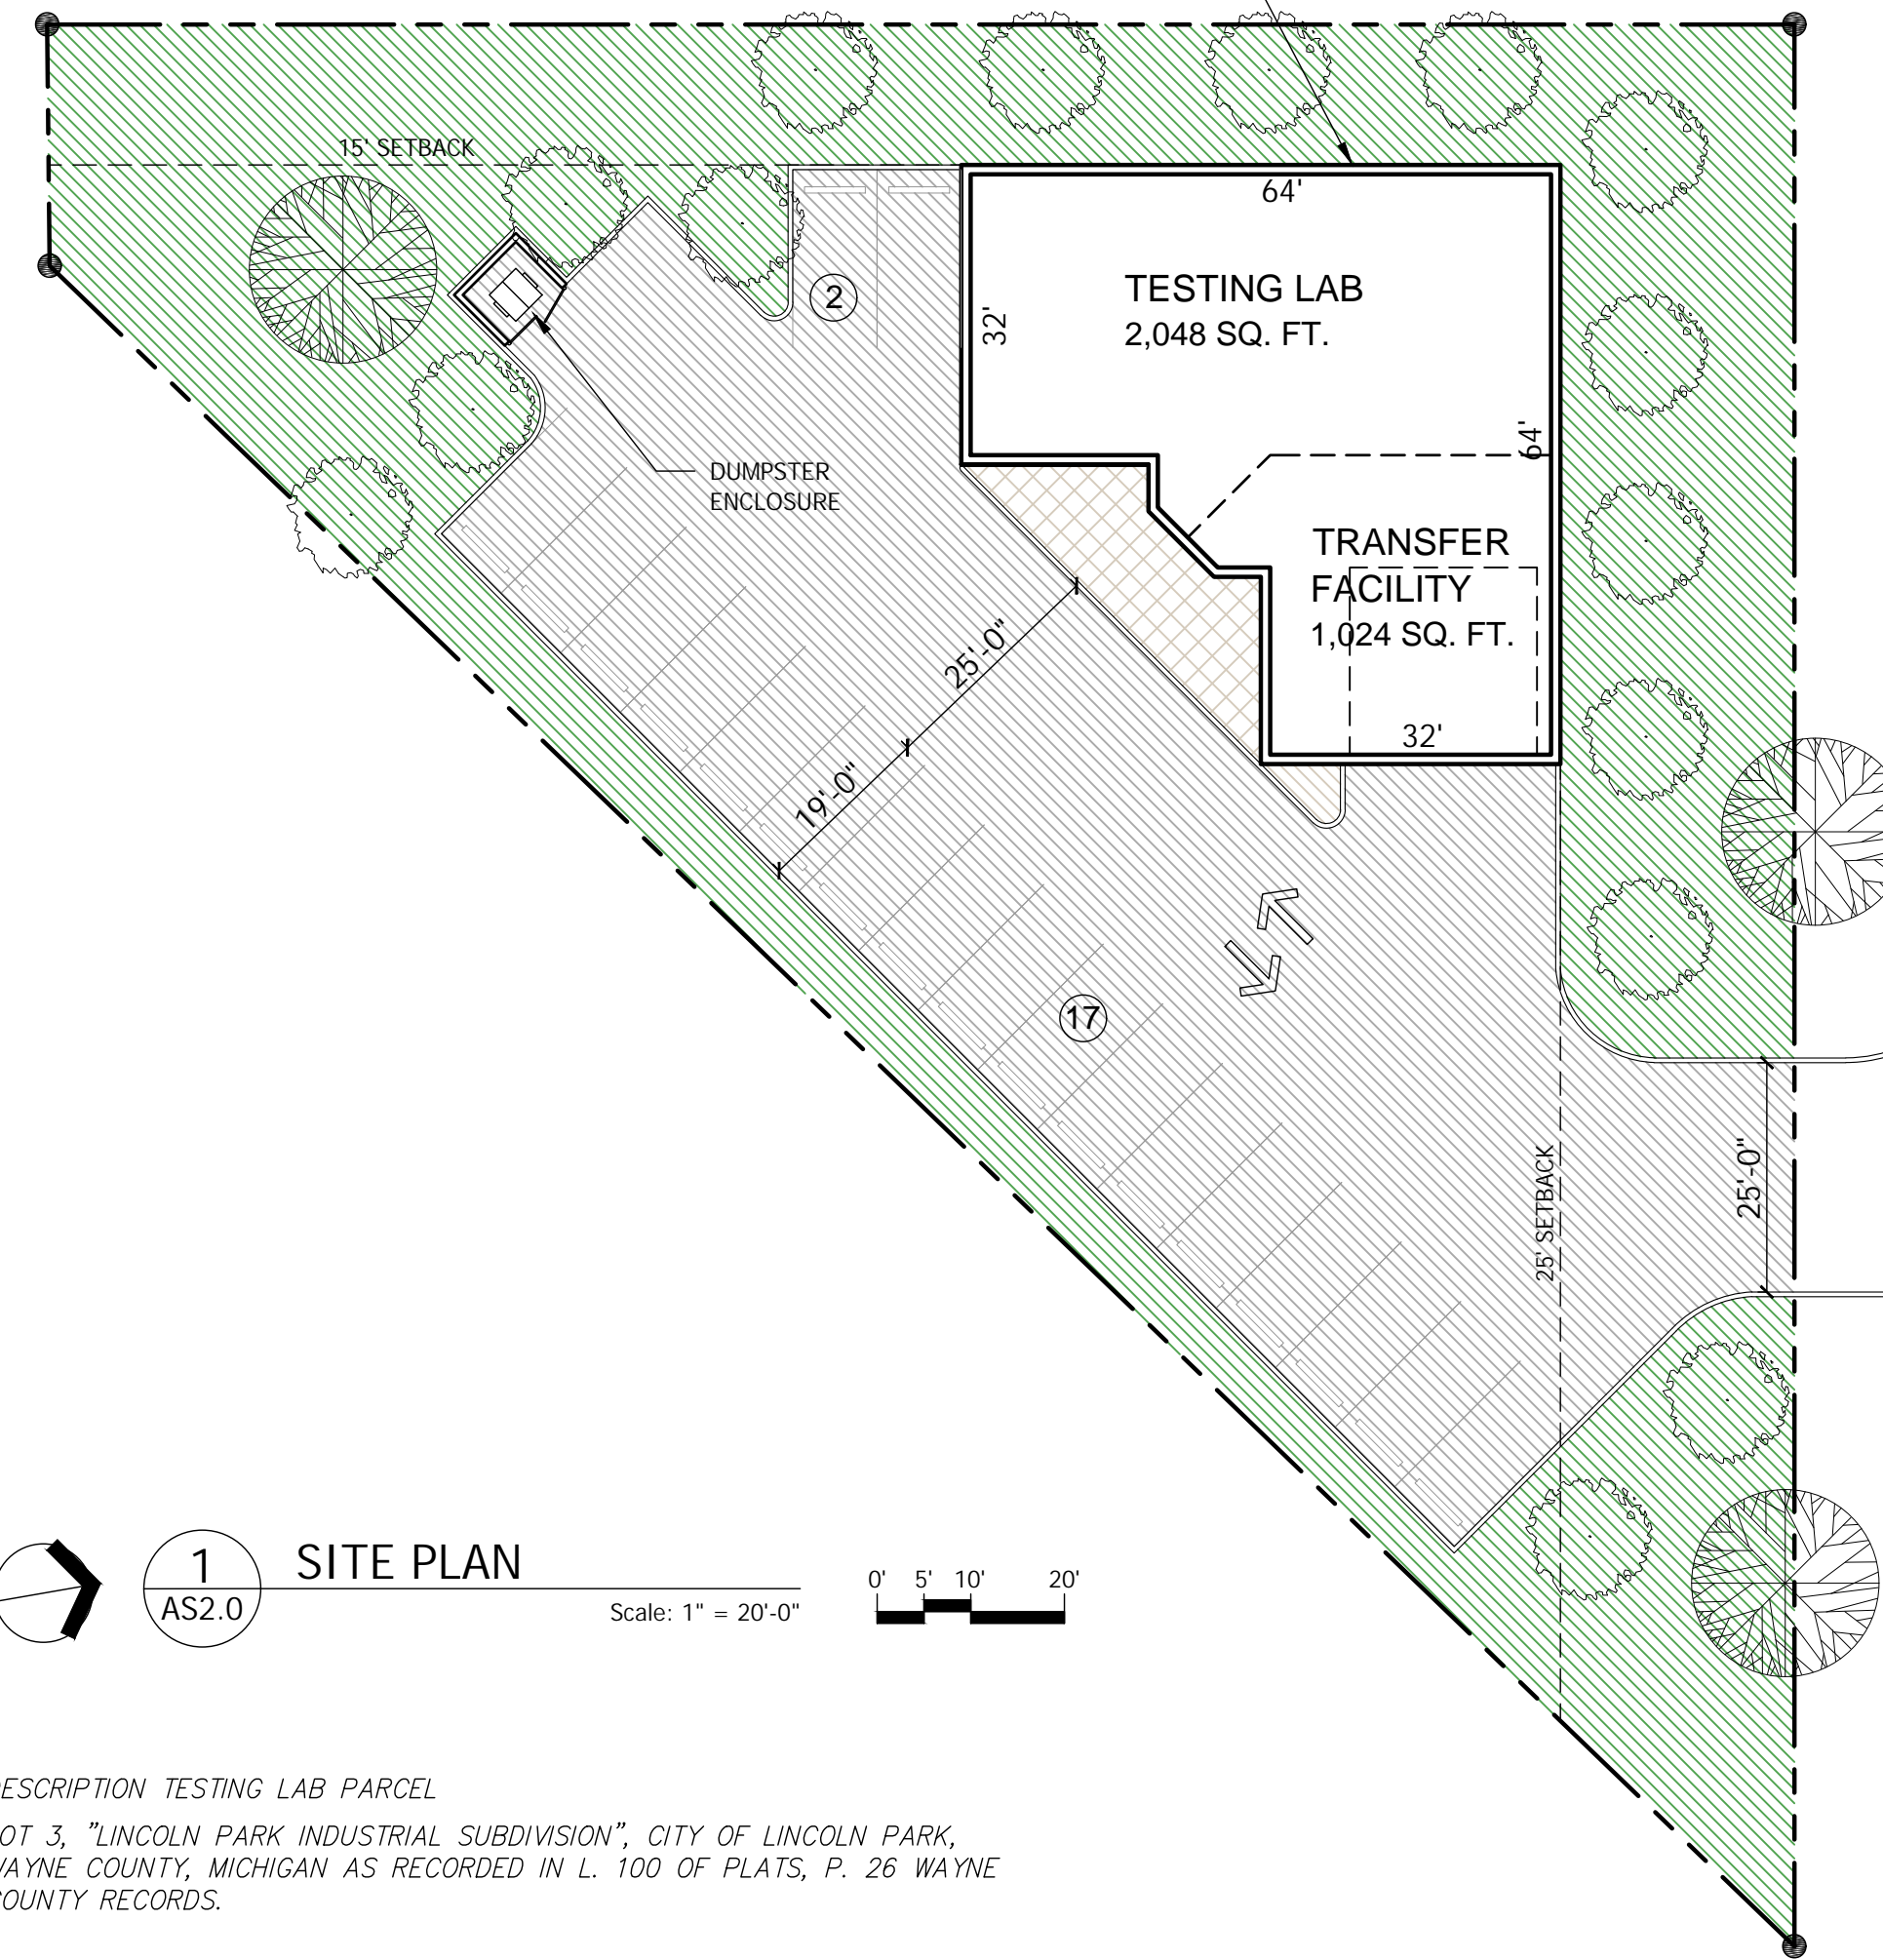 15' SETBACK
64'
2
TESTING LAB
2,048 SQ. FT.
32'
64'
DUMPSTER
ENCLOSURE
TRANSFER
FACILITY
1,024 SQ. FT.
25'-0"
32'
19'-0"
17
25' SETBACK
25'-0"
1
AS2.0
SITE PLAN
Scale: 1" = 20'-0"
0' 5' 10' 20'
ESCRIPTION TESTING LAB PARCEL
OT 3, "LINCOLN PARK INDUSTRIAL SUBDIVISION", CITY OF LINCOLN PARK,
WAYNE COUNTY, MICHIGAN AS RECORDED IN L. 100 OF PLATS, P. 26 WAYNE
COUNTY RECORDS.